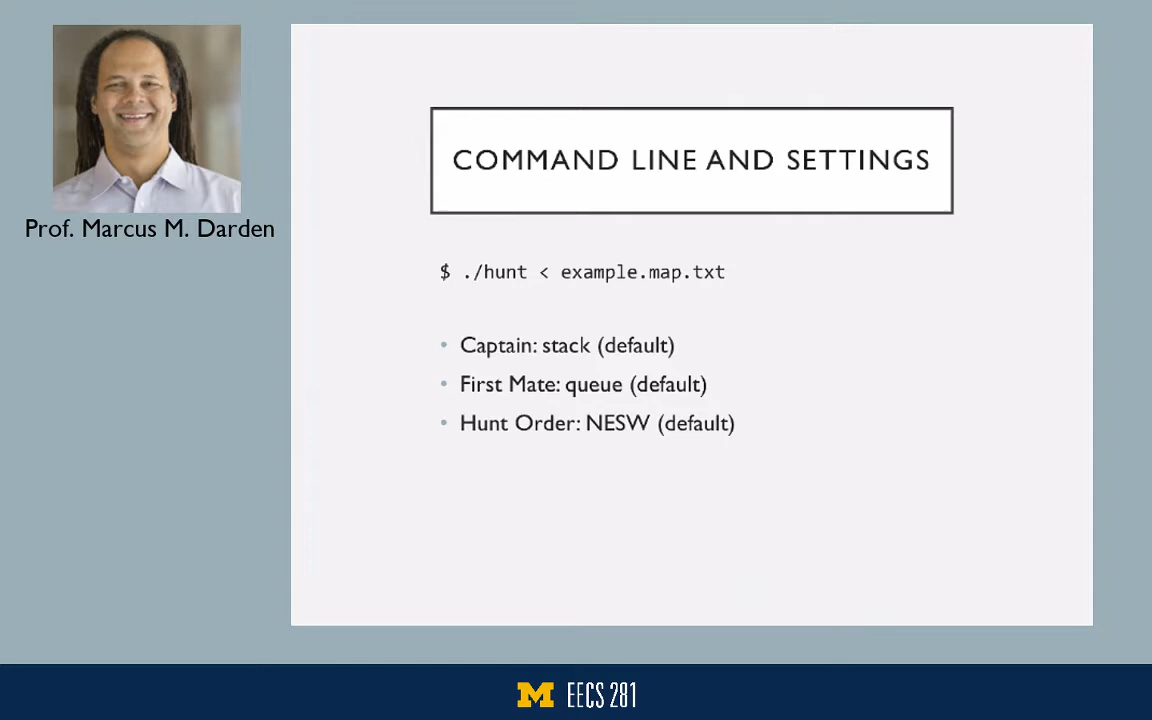 Prof. Marcus M. Darden
COMMAND LINE AND SETTINGS
$ ./hunt < example.map.txt
• Captain: stack (default)
• First Mate: queue (default)
• Hunt Order: NESW (default)
M EECS 281